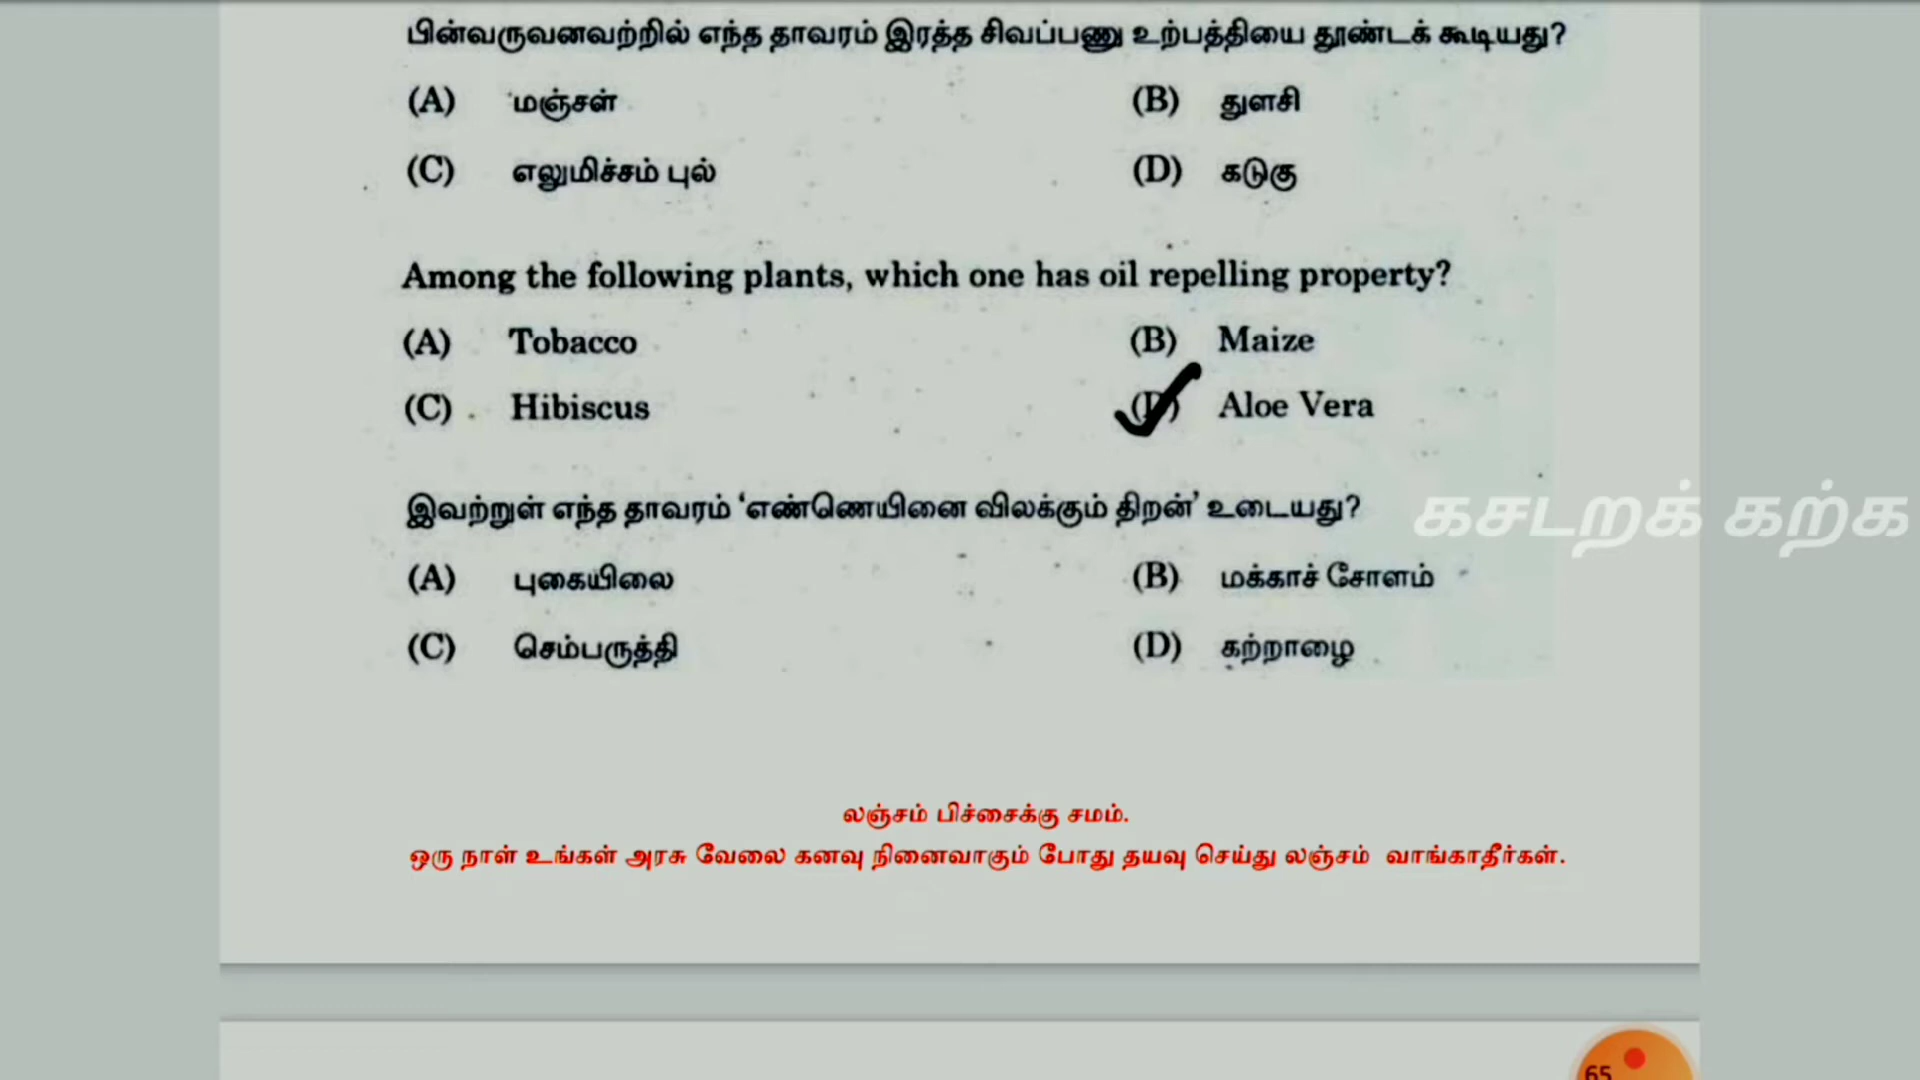 பின்வருவனவற்றில் எந்த தாவரம் இரத்த சிவப்பணு உற்பத்தியை தூண்டக் கூடியது?
(A) மஞ்சள் (B) துளசி
(C) எலுமிச்சம் புல் (D) கடுகு
Among the following plants, which one has oil repelling property?
(A) Tobacco (B) Maize
(C) Hibiscus (D) Aloe Vera
இவற்றுள் எந்த தாவரம் ‘எண்ணெயினை விலக்கும் திறன்’ உடையது?
கசடறக் கற்க
(A) புகையிலை (B) மக்காச் சோளம்
(C) செம்பருத்தி (D) கற்றாழை
லஞ்சம் பிச்சைக்கு சமம்.
ஒரு நாள் உங்கள் அரசு வேலை கனவு நினைவாகும் போது தயவு செய்து லஞ்சம் வாங்காதீர்கள்.
65